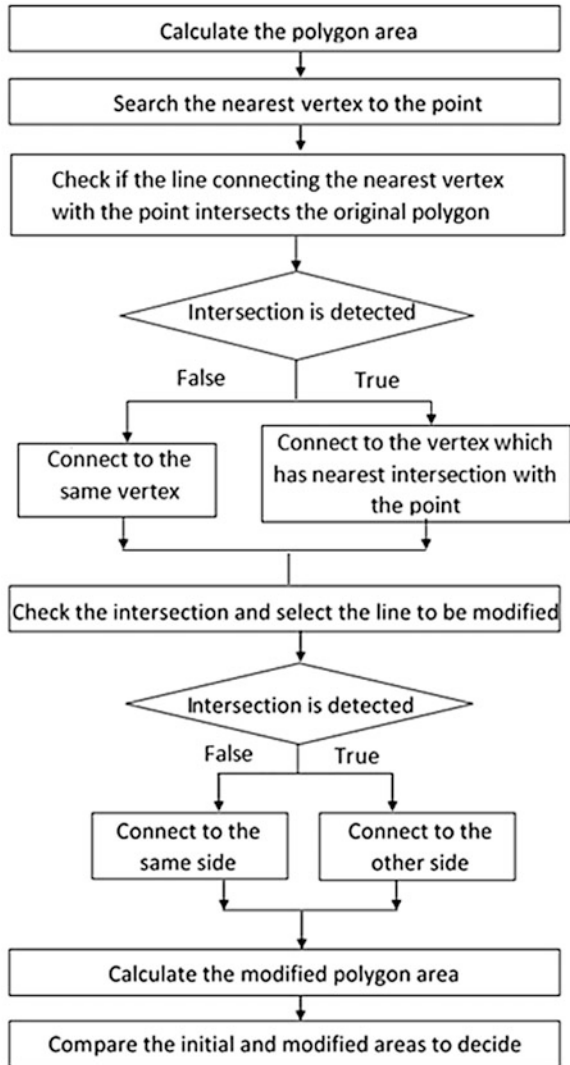 Calculate the polygon area
Search the nearest vertex to the point
Check if the line connecting the nearest vertex
with the point intersects the original polygon
Intersection is detected
False
True
Connect to the
same vertex
Connect to the vertex which
has nearest intersection with
the point
Check the intersection and select the line to be modified
Intersection is detected
False
True
Connect to the
same side
Connect to the
other side
Calculate the modified polygon area
Compare the initial and modified areas to decide